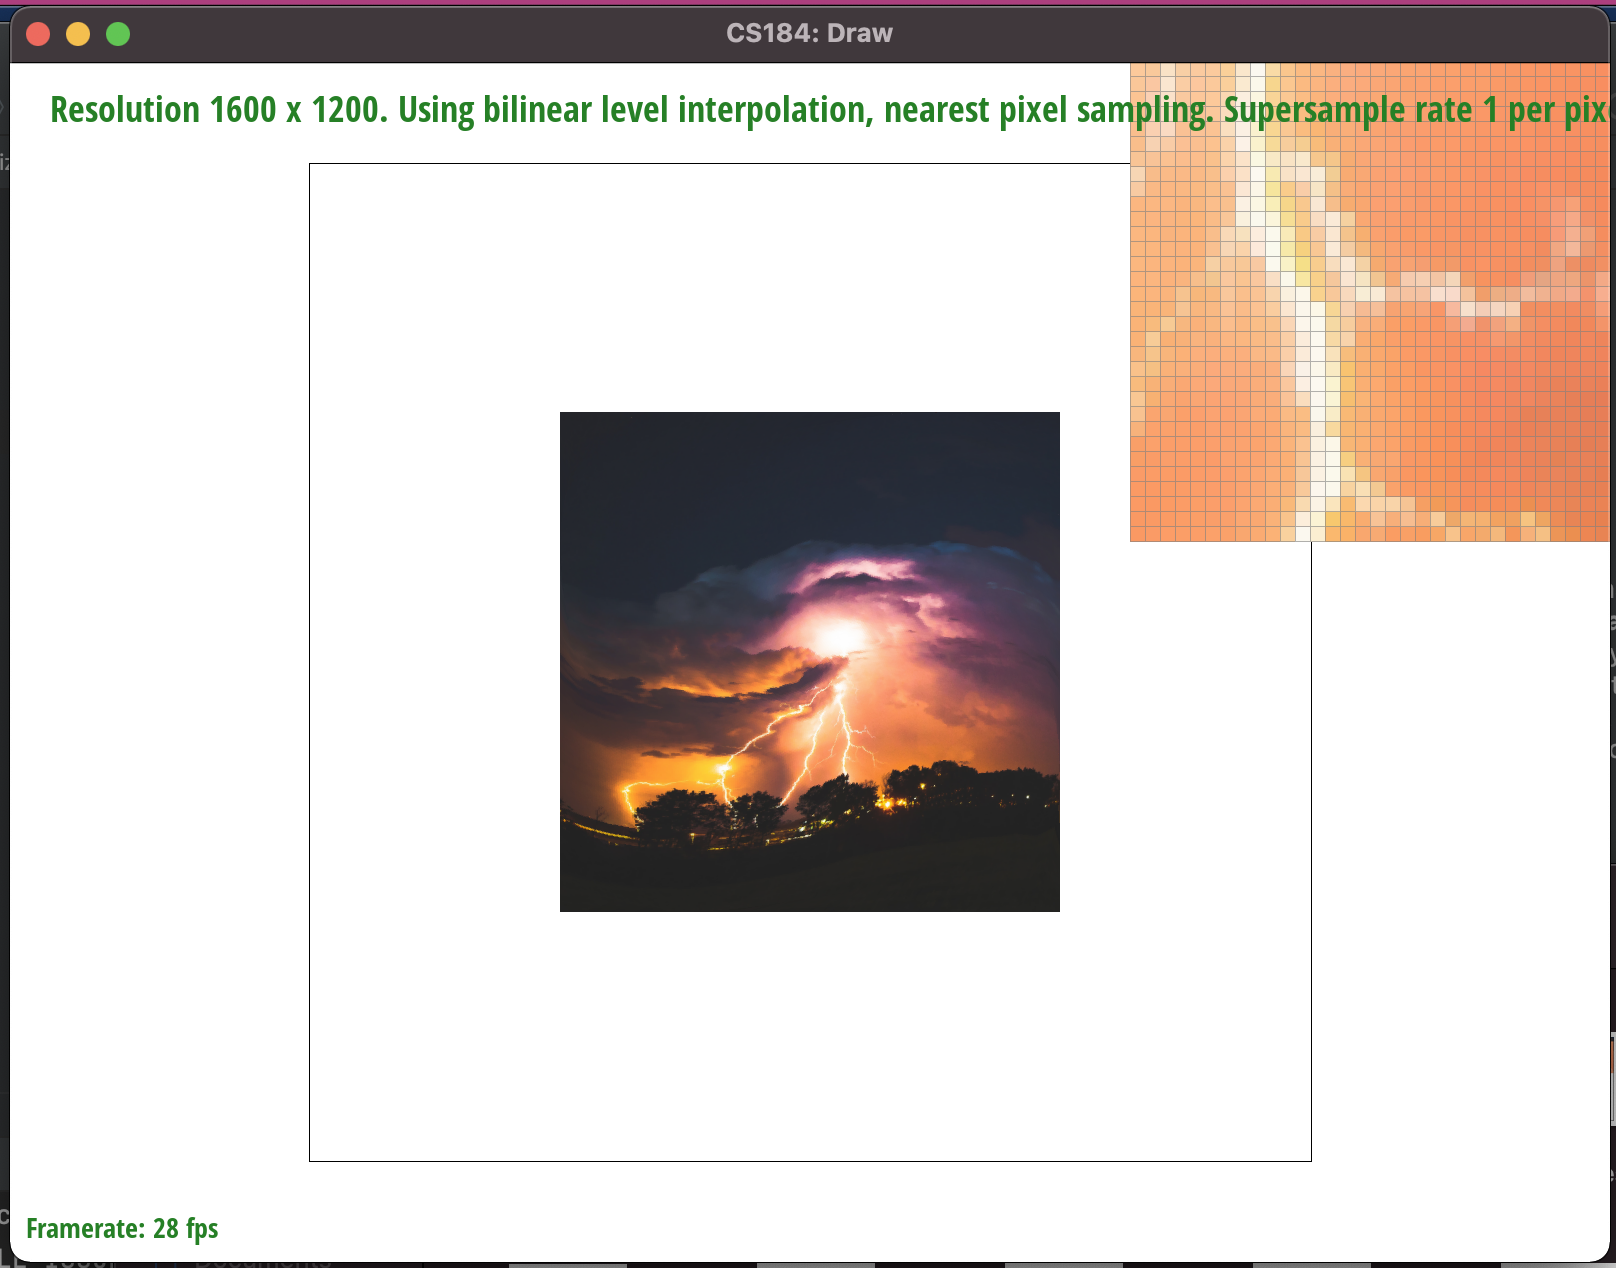 CS184: Draw
Resolution 1600 x 1200. Using bilinear level interpolation, nearest pixel sampling. Supersample rate 1 per pix
Framerate: 28 fps